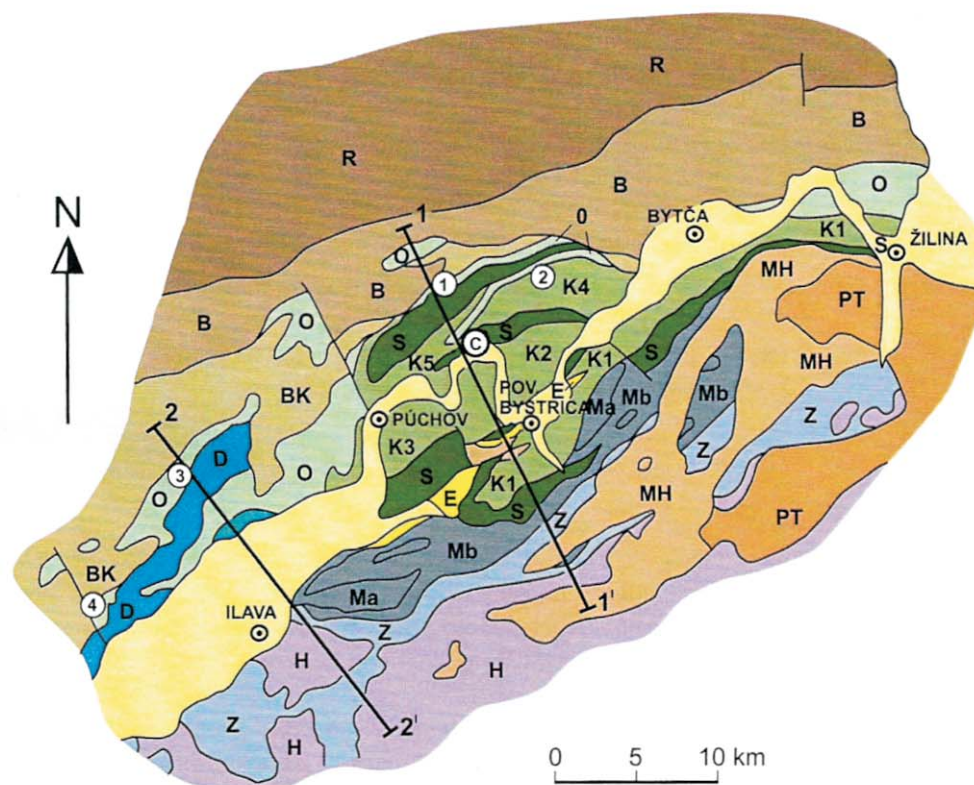 R
B
B
O
N
1
0
BYTČA
K1
S
ŽILINA
O
1
2
K4
MH
B
PT
O
S
S
C
K2
K1
S
B
K5
POV.
BYSTRICA
E
Ma
Mb
MH
Mb
BK
PÚCHOV
2
K3
Z
Z
D
O
3
O
S
E
K1
S
MH
PT
BK
Mb
Z
4
D
Ma
1'
ILAVA
Z
H
H
Z
2'
H
0 5 10 km